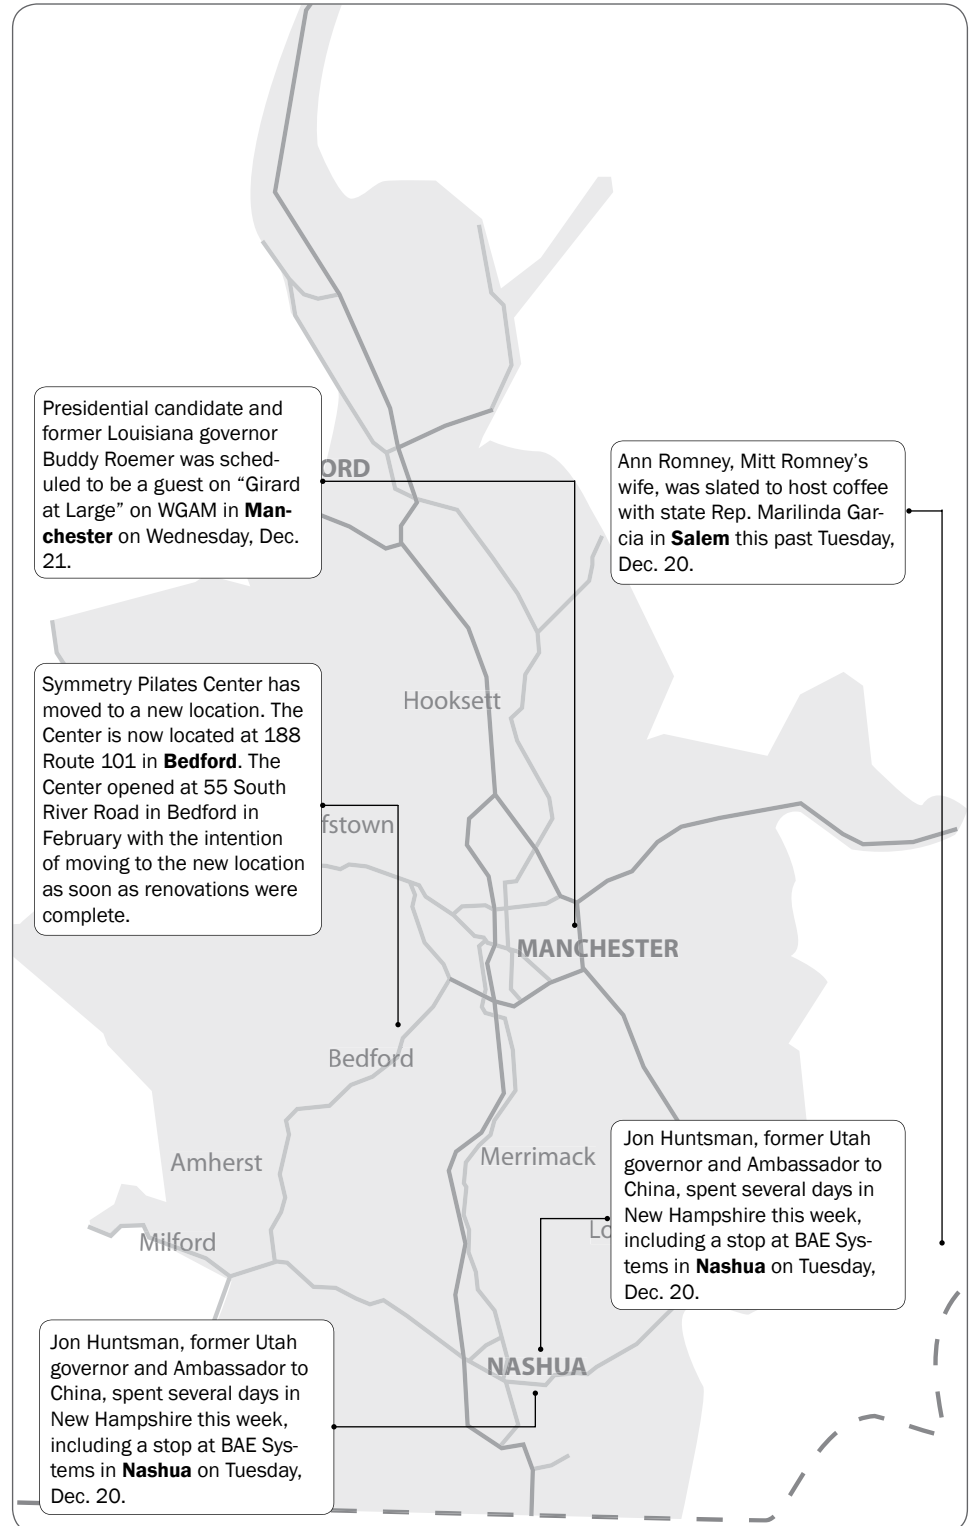 Presidential candidate and
former Louisiana governor
Buddy Roemer was sched-
uled to be a guest on “Girard
at Large” on WGAM in Man-
chester on Wednesday, Dec.
21.
ORD
Ann Romney, Mitt Romney’s
wife, was slated to host coffee
with state Rep. Marilinda Gar-
cia in Salem this past Tuesday,
Dec. 20.
Symmetry Pilates Center has
moved to a new location. The
Center is now located at 188
Route 101 in Bedford. The
Center opened at 55 South
River Road in Bedford in
February with the intention
of moving to the new location
as soon as renovations were
complete.
Hooksett
fstown
MANCHESTER
Bedford
Amherst
Merrimack
Milford
Lo
Jon Huntsman, former Utah
governor and Ambassador to
China, spent several days in
New Hampshire this week,
including a stop at BAE Sys-
tems in Nashua on Tuesday,
Dec. 20.
NASHUA
Jon Huntsman, former Utah
governor and Ambassador to
China, spent several days in
New Hampshire this week,
including a stop at BAE Sys-
tems in Nashua on Tuesday,
Dec. 20.